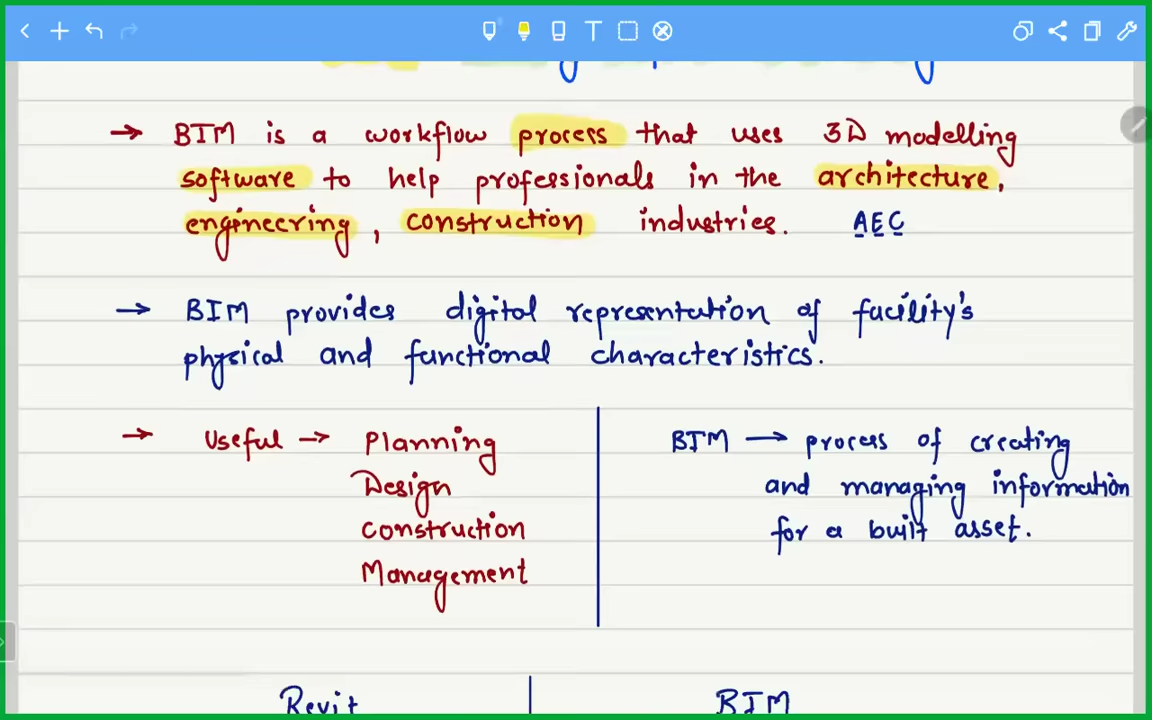 → BIM is a workflow process that uses 3D modelling
software to help professionals in the architecture,
engineering, construction industries. AEC
→ BIM provides digital representation of facility's
physical and functional characteristics.
→ Useful → Planning
Design
Construction
Management
BIM → process of creating
and managing information
for a built asset.
Revit
BIM